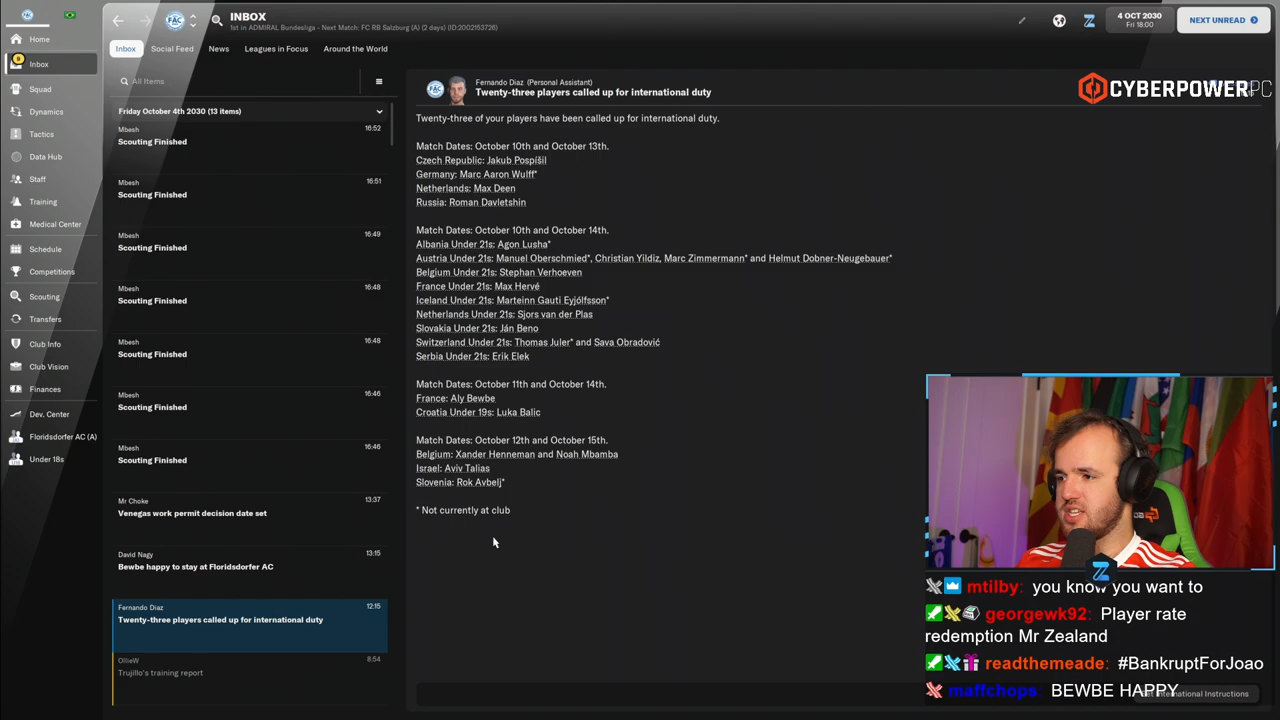 INBOX
1st in ADMIRAL Bundesliga - Next Match: FC RB Salzburg (A) (2 days) (ID:2002153726)
4 OCT 2030
Fri 18:00
NEXT UNREAD
Home
Inbox
Squad
Dynamics
Tactics
Data Hub
Staff
Training
Medical Center
Schedule
Competitions
Scouting
Transfers
Club Info
Club Vision
Finances
Dev. Center
Floridsdorfer AC (A)
Under 18s
Inbox
Social Feed
News
Leagues in Focus
Around the World
All Items
Friday October 4th 2030 (13 items)
Mbesh 16:52
Scouting Finished
Mbesh 16:51
Scouting Finished
Mbesh 16:49
Scouting Finished
Mbesh 16:48
Scouting Finished
Mbesh 16:48
Scouting Finished
Mbesh 16:46
Scouting Finished
Mbesh 16:46
Scouting Finished
Mr Choke 13:37
Venegas work permit decision date set
David Nagy 13:15
Bewbe happy to stay at Floridsdorfer AC
Fernando Diaz 12:15
Twenty-three players called up for international duty
OllieW 8:54
Trujillo's training report
FAC
Fernando Diaz (Personal Assistant)
Twenty-three players called up for international duty
CYBERPOWERPC
Twenty-three of your players have been called up for international duty.
Match Dates: October 10th and October 13th.
Czech Republic: Jakub Pospíšil
Germany: Marc Aaron Wulff*
Netherlands: Max Deen
Russia: Roman Davletshin
Match Dates: October 10th and October 14th.
Albania Under 21s: Agon Lusha*
Austria Under 21s: Manuel Oberschmied*, Christian Yildiz, Marc Zimmermann* and Helmut Dobner-Neugebauer*
Belgium Under 21s: Stephan Verhoeven
France Under 21s: Max Hervé
Iceland Under 21s: Marteinn Gauti Eyjólfsson*
Netherlands Under 21s: Sjors van der Plas
Slovakia Under 21s: Ján Beno
Switzerland Under 21s: Thomas Juler* and Sava Obradović
Serbia Under 21s: Erik Elek
Match Dates: October 11th and October 14th.
France: Aly Bewbe
Croatia Under 19s: Luka Balic
Match Dates: October 12th and October 15th.
Belgium: Xander Henneman and Noah Mbamba
Israel: Aviv Talias
Slovenia: Rok Avbelj*
* Not currently at club
mtilby: you know you want to
georgewk92: Player rate
redemption Mr Zealand
readthemeade: #BankruptForJoao
maffchops: BEWBE HAPPY
International Instructions